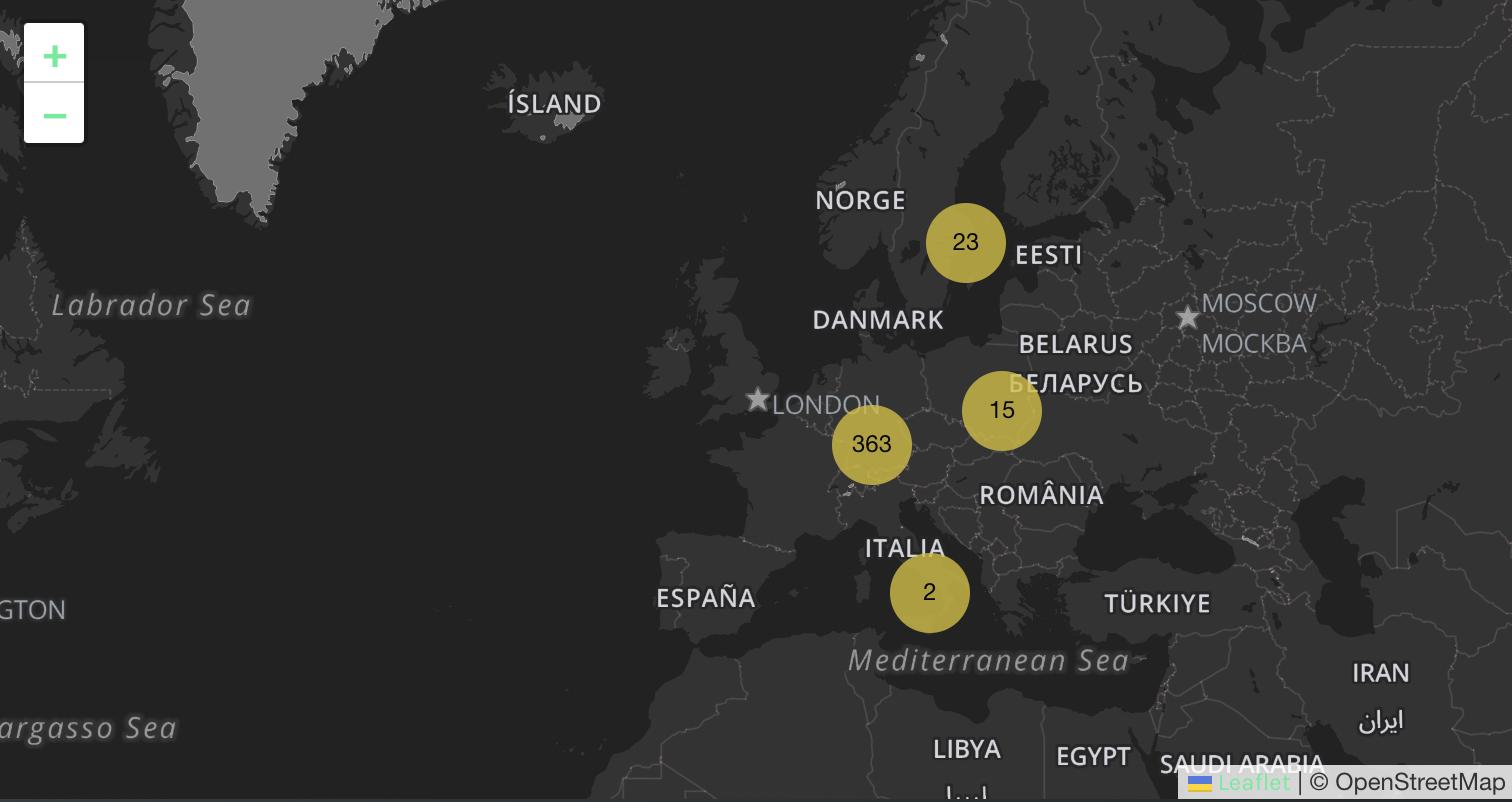 +
−
ÍSLAND
NORGE
23
EESTI
Labrador Sea
MOSCOW
МОСКВА
DANMARK
BELARUS
БЕЛАРУСЬ
LONDON
15
363
ROMÂNIA
ITALIA
2
ESPAÑA
TÜRKIYE
GTON
Mediterranean Sea
IRAN
ایران
argasso Sea
LIBYA
EGYPT
SAUDI ARABIA
Leaflet | © OpenStreetMap